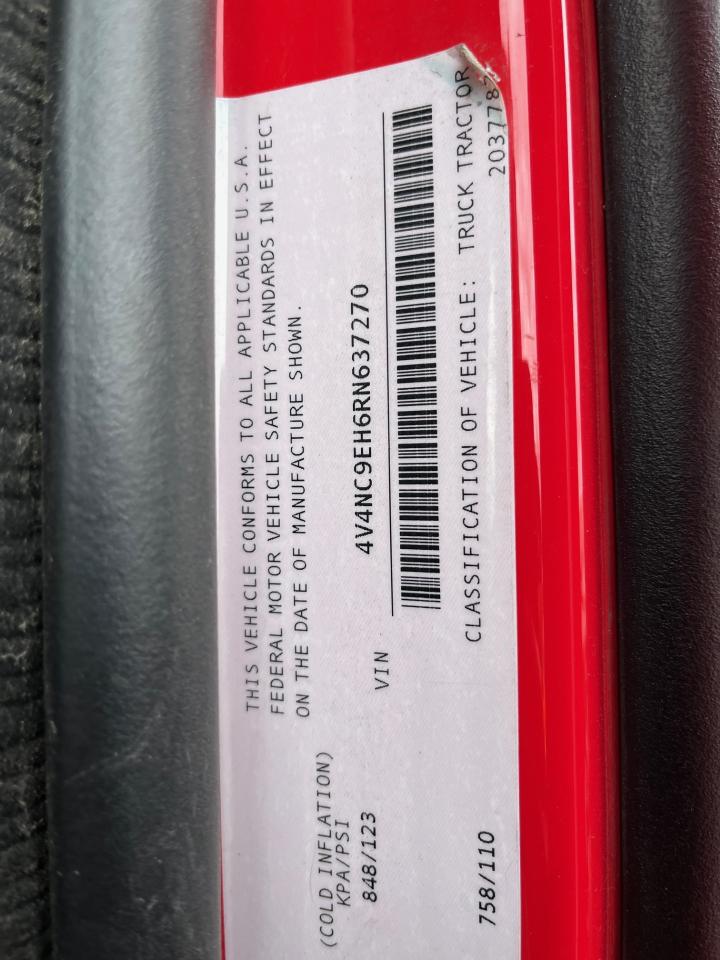 THIS VEHICLE CONFORMS TO ALL APPLICABLE U.S.A.
FEDERAL MOTOR VEHICLE SAFETY STANDARDS IN EFFECT
ON THE DATE OF MANUFACTURE SHOWN.
(COLD INFLATION)
KPA/PSI
848/123
VIN 4V4NC9EH6RN637270
CLASSIFICATION OF VEHICLE: TRUCK TRACTOR
758/110